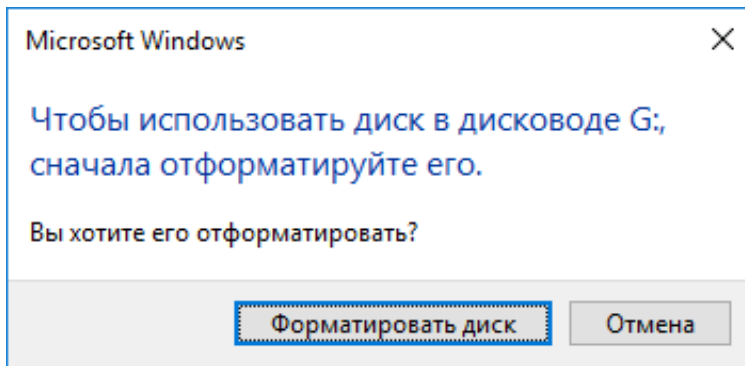 Microsoft Windows
Чтобы использовать диск в дисководе G:,
сначала отформатируйте его.
Вы хотите его отформатировать?
Форматировать диск
Отмена